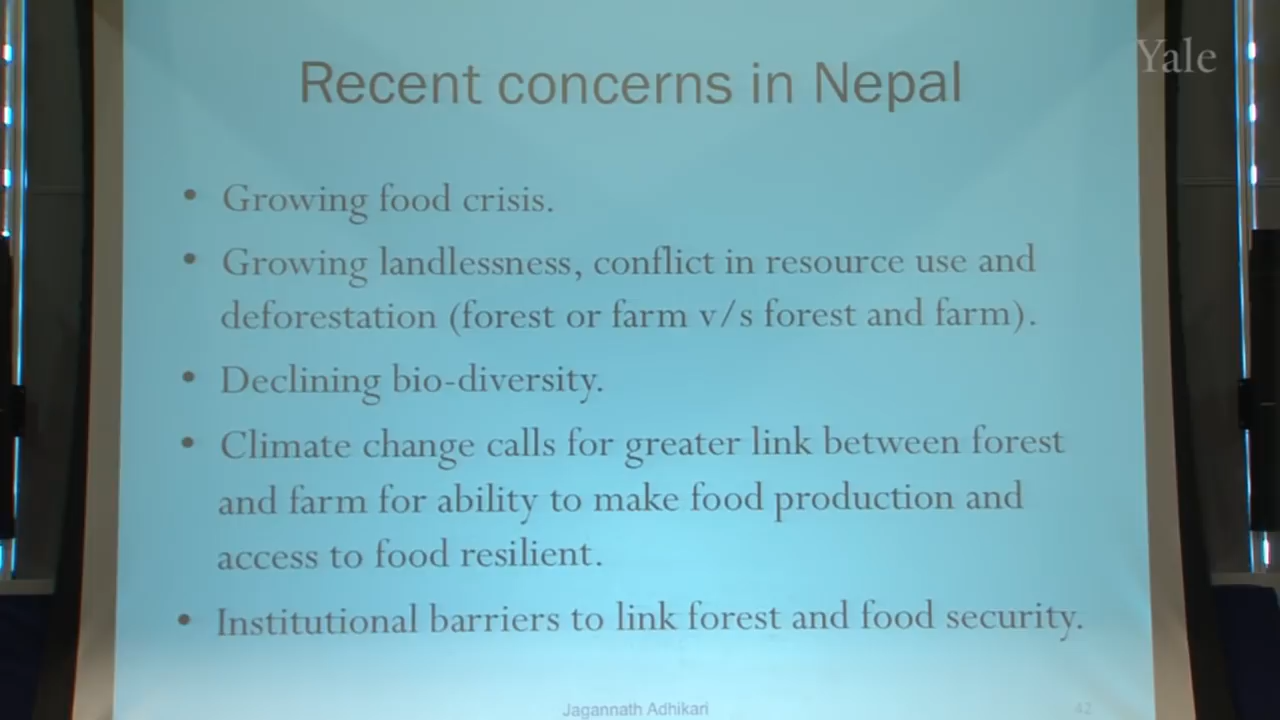 Yale
Recent concerns in Nepal
• Growing food crisis.
• Growing landlessness, conflict in resource use and
deforestation (forest or farm v/s forest and farm).
• Declining bio-diversity.
• Climate change calls for greater link between forest
and farm for ability to make food production and
access to food resilient.
• Institutional barriers to link forest and food security.
Jagannath Adhikari
42